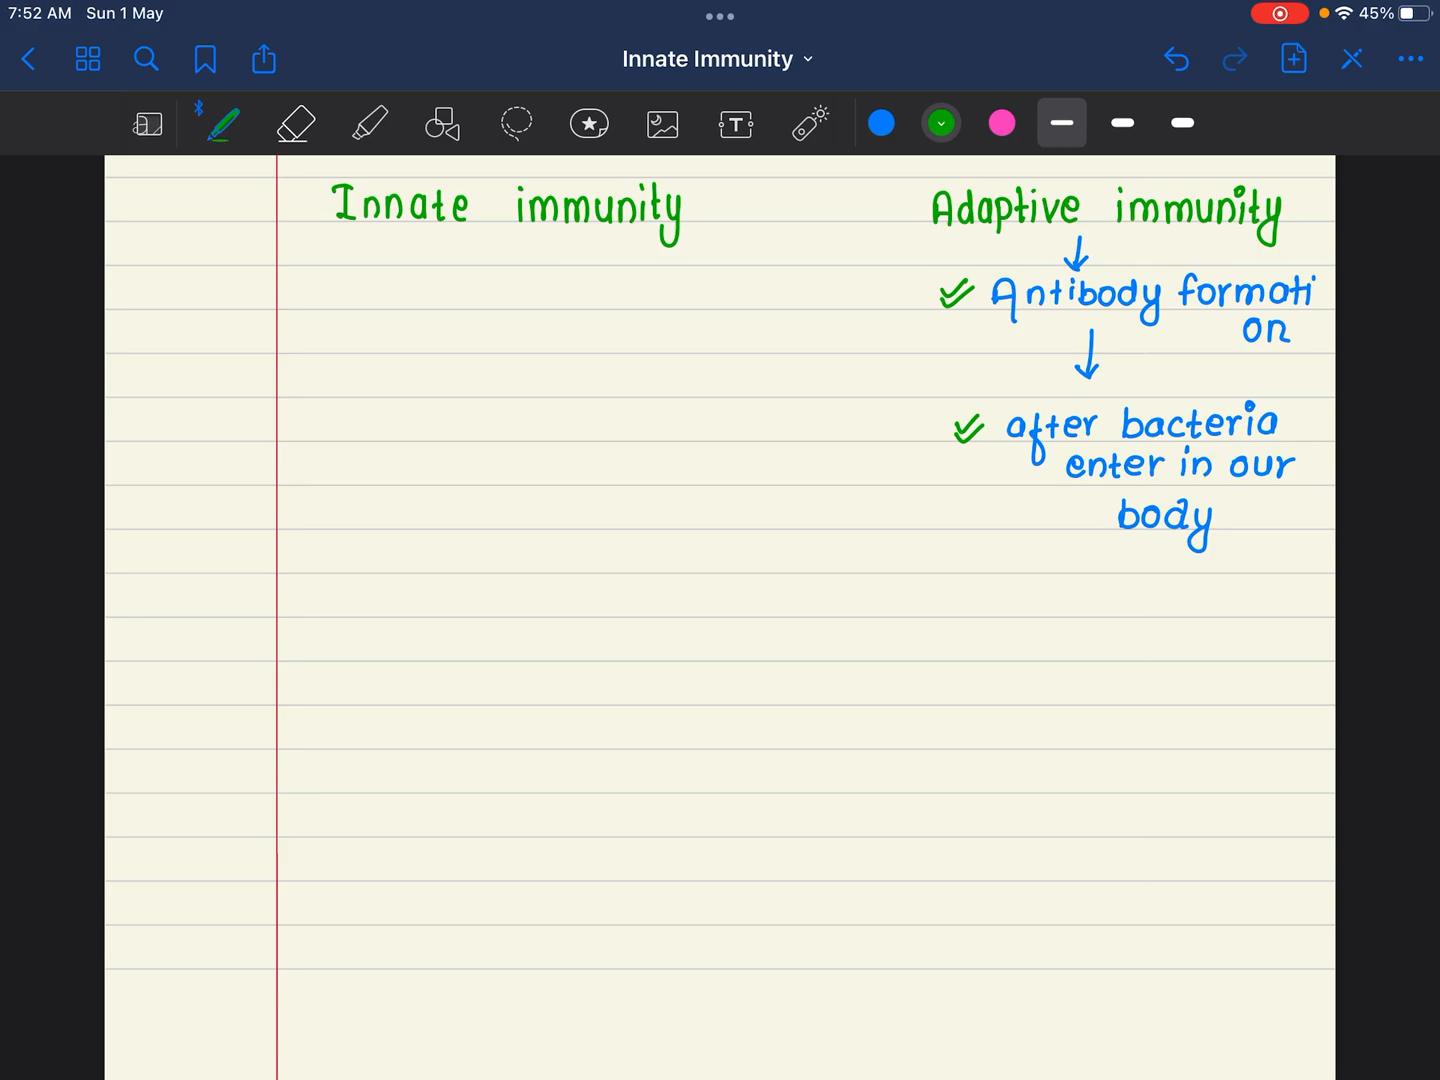 7:52 AM Sun 1 May
45%
Innate Immunity
Innate immunity
Adaptive immunity
Antibody formati
on
after bacteria
enter in our
body